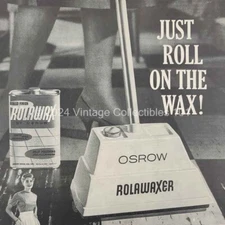 JUST
ROLL
ON THE
WAX!
24 Vintage Collectibles
ROLAWAX
OSROW
ROLAWAXER